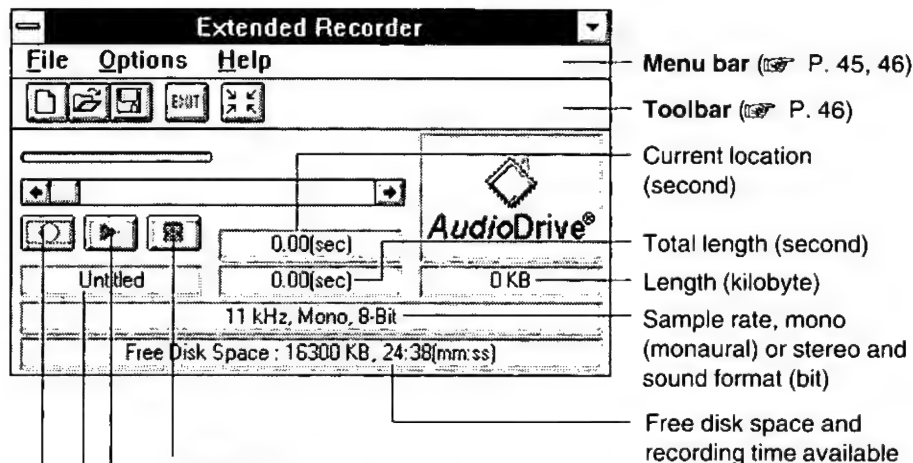 Extended Recorder
File Options Help
Menu bar (☞ P. 45, 46)
EXIT
Toolbar (☞ P. 46)
Current location
(second)
AudioDrive®
0.00(sec)
Total length (second)
Untitled 0.00(sec) 0 KB
Length (kilobyte)
11 kHz, Mono, 8-Bit
Sample rate, mono
(monaural) or stereo and
sound format (bit)
Free Disk Space : 16300 KB, 24:38(mm:ss)
Free disk space and
recording time available